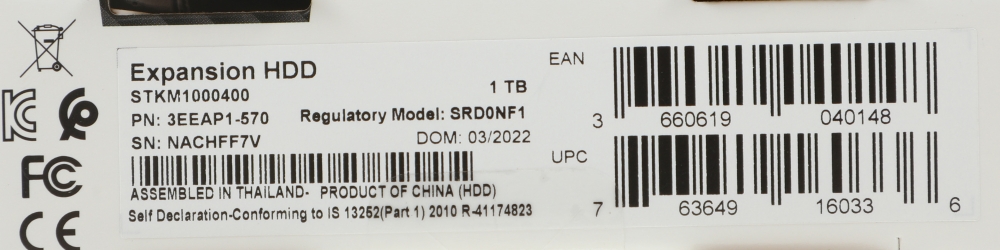 Expansion HDD
STKM1000400
1 TB
PN: 3EEAP1-570
Regulatory Model: SRD0NF1
SN: NACHFF7V
DOM: 03/2022
ASSEMBLED IN THAILAND- PRODUCT OF CHINA (HDD)
Self Declaration-Conforming to IS 13252(Part 1) 2010 R-41174823
EAN
3 660619 040148
UPC
7 63649 16033 6
FC
CE